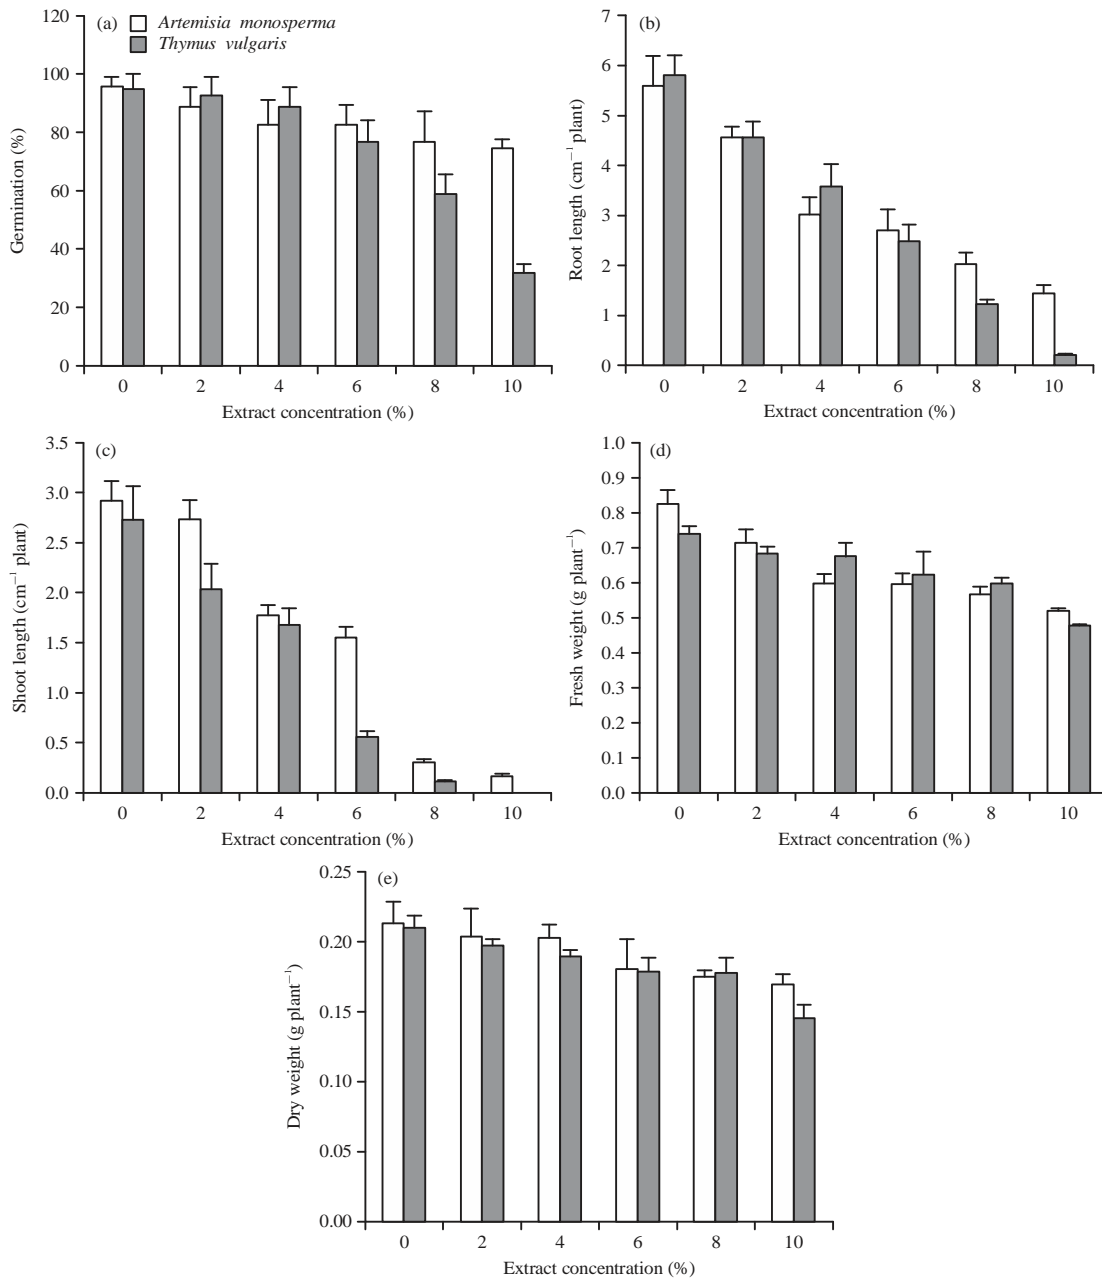 (a)
Artemisia monosperma
Thymus vulgaris
120
100
80
60
40
20
0
Germination (%)
0 2 4 6 8 10
Extract concentration (%)
(b)
7
6
5
4
3
2
1
0
Root length (cm⁻¹ plant)
0 2 4 6 8 10
Extract concentration (%)
(c)
3.5
3.0
2.5
2.0
1.5
1.0
0.5
0.0
Shoot length (cm⁻¹ plant)
0 2 4 6 8 10
Extract concentration (%)
(d)
1.0
0.9
0.8
0.7
0.6
0.5
0.4
0.3
0.2
0.1
0.0
Fresh weight (g plant⁻¹)
0 2 4 6 8 10
Extract concentration (%)
(e)
0.25
0.20
0.15
0.10
0.05
0.00
Dry weight (g plant⁻¹)
0 2 4 6 8 10
Extract concentration (%)